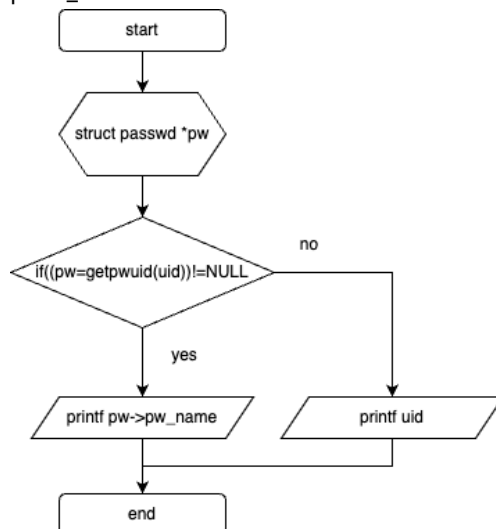 start
struct passwd *pw
if((pw=getpwuid(uid))!=NULL
no
yes
printf pw->pw_name
printf uid
end